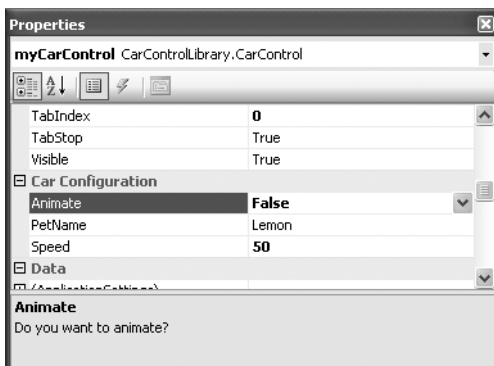 Properties
myCarControl CarControlLibrary.CarControl
TabIndex 0
TabStop True
Visible True
Car Configuration
Animate False
PetName Lemon
Speed 50
Data
(ApplicationSettings)
Animate
Do you want to animate?